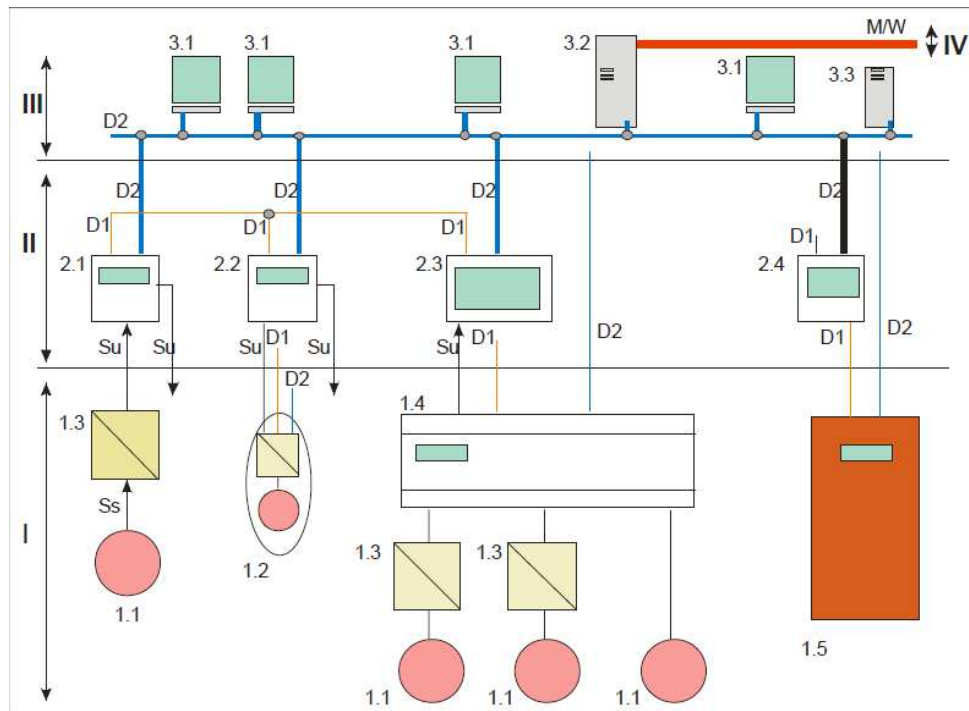 M/W
IV
3.1
3.1
3.1
3.2
3.1
3.3
III
D2
D2
D2
D2
D2
II
D1
D1
D1
D1
2.1
2.2
2.3
2.4
Su
Su
Su
D1
Su
Su
D1
D2
D1
D2
D2
1.3
1.4
Ss
I
1.3
1.3
1.2
1.1
1.5
1.1
1.1
1.1